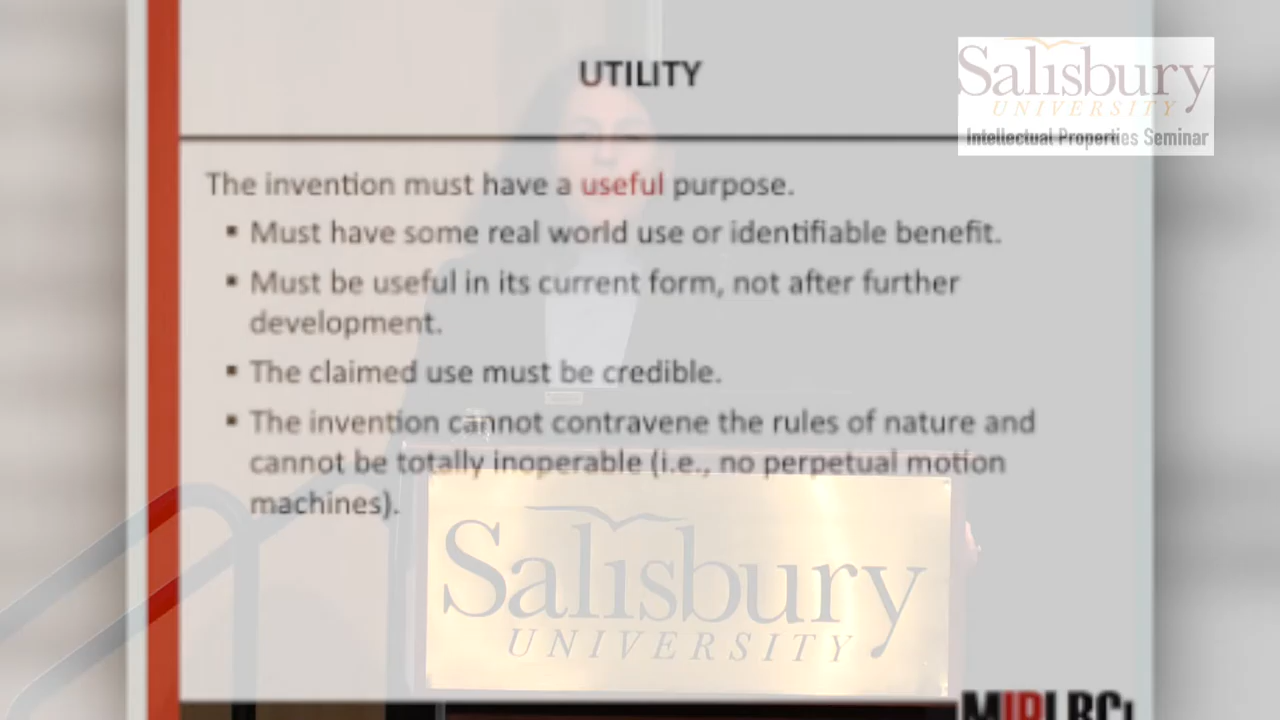 UTILITY
Salisbury
UNIVERSITY
Intellectual Properties Seminar
The invention must have a useful purpose.
▪ Must have some real world use or identifiable benefit.
▪ Must be useful in its current form, not after further
development.
▪ The claimed use must be credible.
▪ The invention cannot contravene the rules of nature and
cannot be totally inoperable (i.e., no perpetual motion
machines).
Salisbury
UNIVERSITY